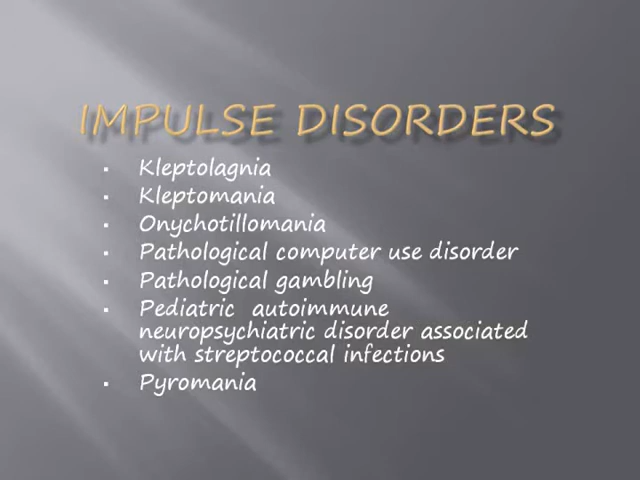 IMPULSE DISORDERS
▪ Kleptolagnia
▪ Kleptomania
▪ Onychotillomania
▪ Pathological computer use disorder
▪ Pathological gambling
▪ Pediatric autoimmune
neuropsychiatric disorder associated
with streptococcal infections
▪ Pyromania